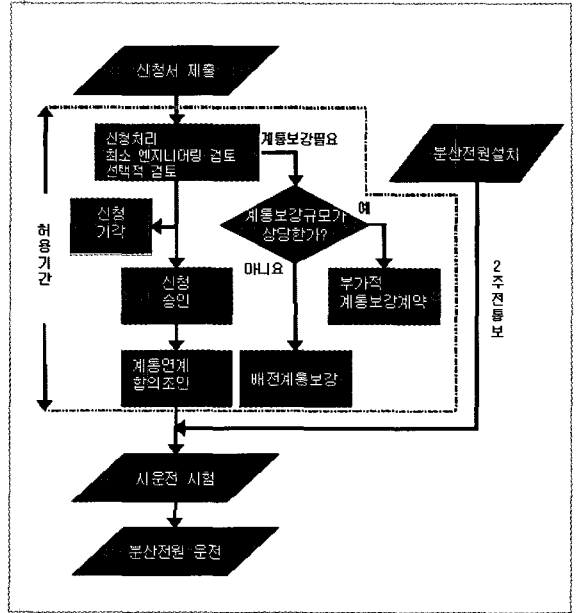 신청서 제출
신청처리
최소 엔지니어링 검토
선택적 검토
계통보강필요
분산전원설치
신청
기각
계통보강규모가
상당한가?
예
아니요
허용기간
2주전통보
신청
승인
부가적
계통보강계약
계통연계
합의조인
배전계통보강
시운전 시험
분산전원 운전